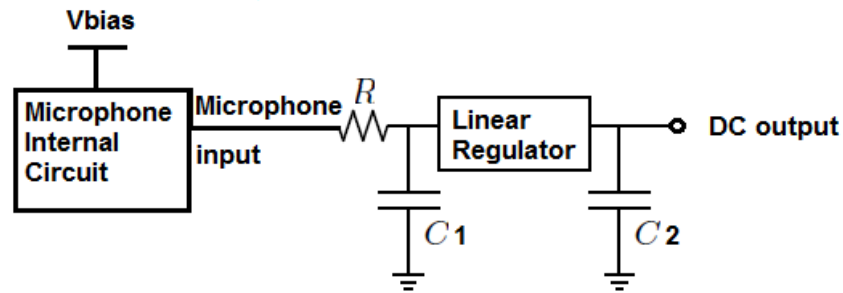 Vbias
Microphone
Internal
Circuit
Microphone
input
R
Linear
Regulator
DC output
C1
C2